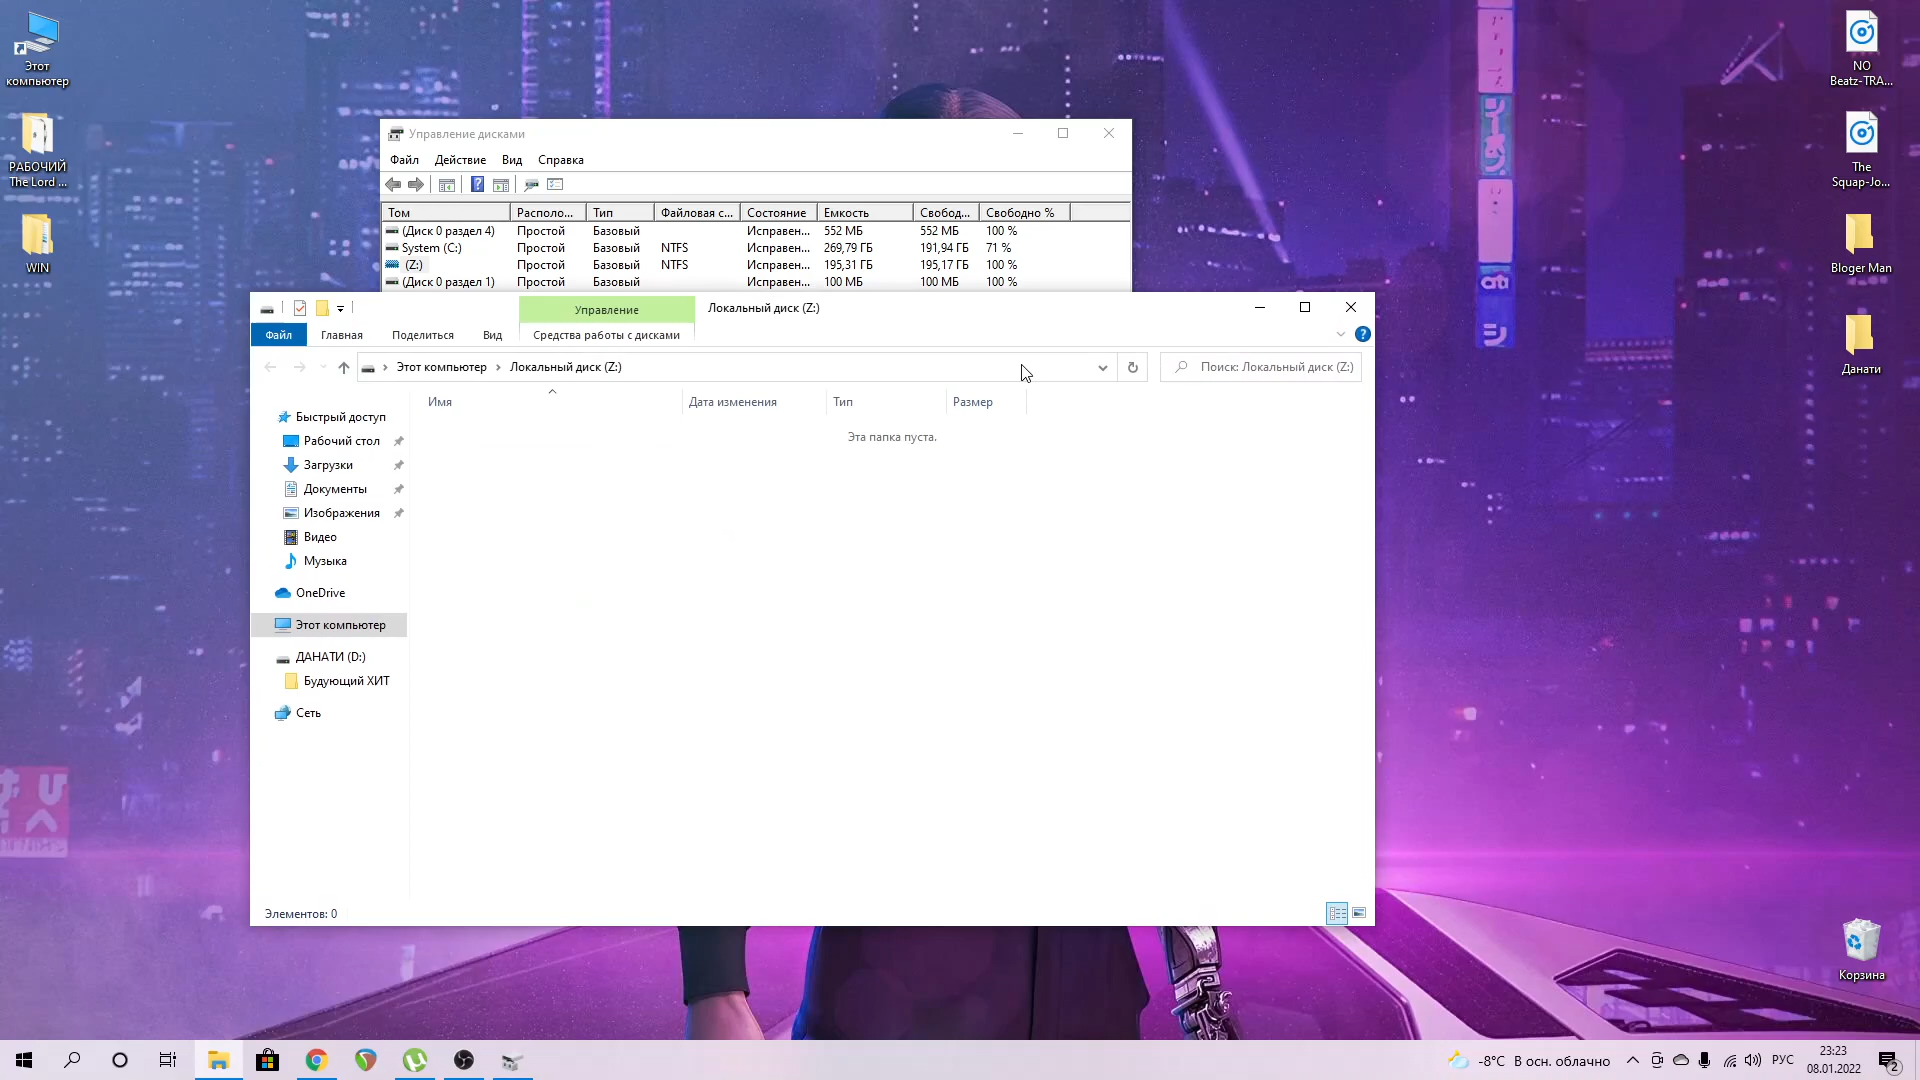 Этот
компьютер
РАБОЧИЙ
The Lord ...
WIN
NO
Beatz-TRA...
The
Squap-Jo...
Bloger Man
Данати
Корзина
Управление дисками
Файл Действие Вид Справка
Том Располо... Тип Файловая с... Состояние Емкость Свобод... Свободно %
(Диск 0 раздел 4) Простой Базовый Исправен... 552 МБ 552 МБ 100 %
System (C:) Простой Базовый NTFS Исправен... 269,79 ГБ 191,94 ГБ 71 %
(Z:) Простой Базовый NTFS Исправен... 195,31 ГБ 195,17 ГБ 100 %
(Диск 0 раздел 1) Простой Базовый Исправен... 100 МБ 100 МБ 100 %
Управление Локальный диск (Z:)
Файл Главная Поделиться Вид Средства работы с дисками
Этот компьютер Локальный диск (Z:) Поиск: Локальный диск (Z:)
Имя Дата изменения Тип Размер
Эта папка пуста.
Быстрый доступ
Рабочий стол
Загрузки
Документы
Изображения
Видео
Музыка
OneDrive
Этот компьютер
ДАНАТИ (D:)
Будующий ХИТ
Сеть
Элементов: 0
-8°C В осн. облачно РУС
23:23
08.01.2022
2